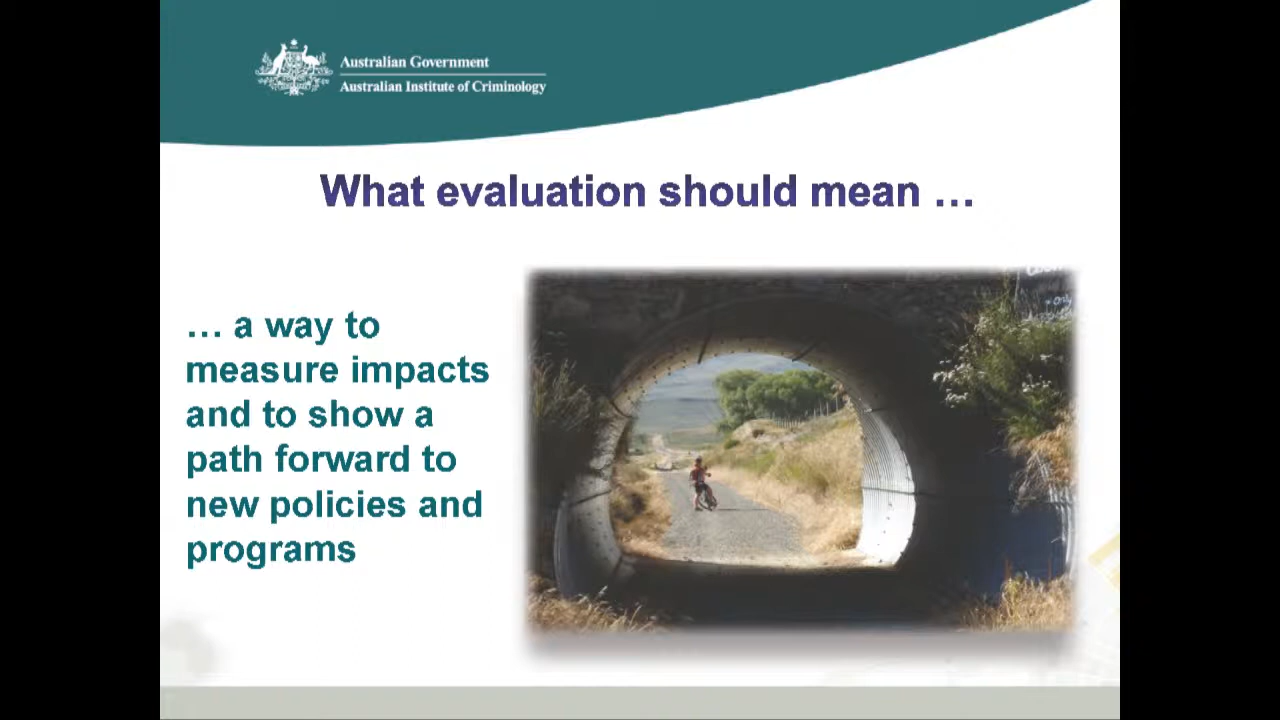 Australian Government
Australian Institute of Criminology
What evaluation should mean …
… a way to
measure impacts
and to show a
path forward to
new policies and
programs